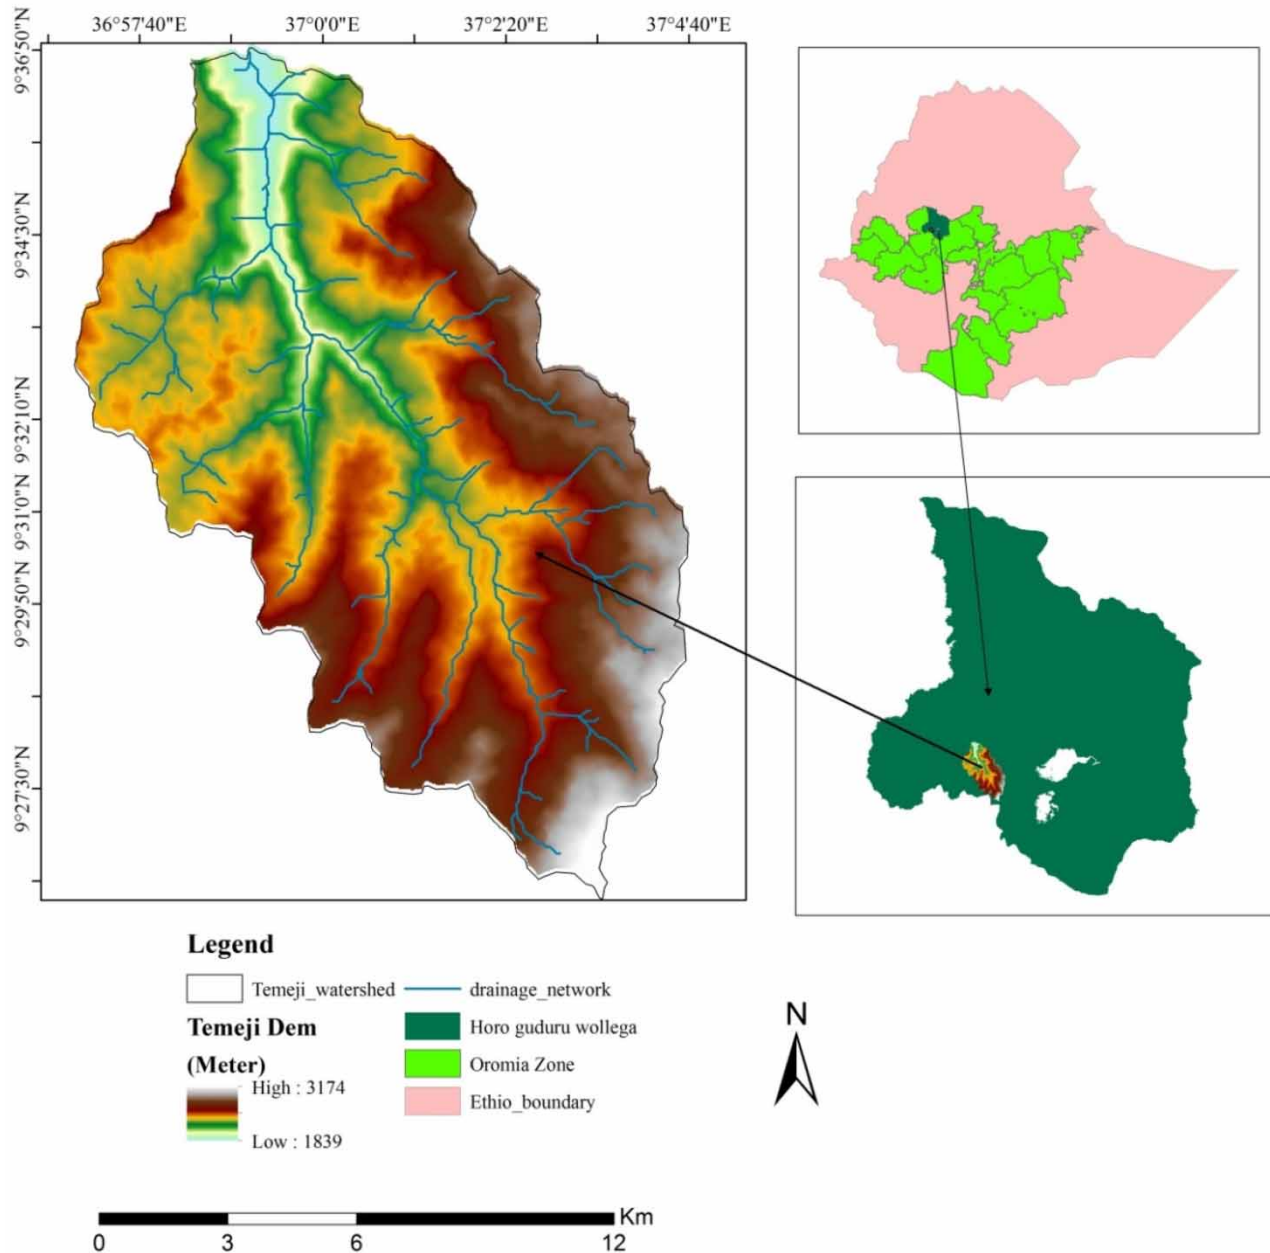 36°57'40"E 37°0'0"E 37°2'20"E 37°4'40"E
9°36'50"N
9°34'30"N
9°32'10"N
9°31'0"N
9°29'50"N
9°27'30"N
Legend
Temeji_watershed
drainage_network
Temeji Dem
(Meter)
High : 3174
Low : 1839
Horo guduru wollega
Oromia Zone
Ethio_boundary
N
Km
0 3 6 12